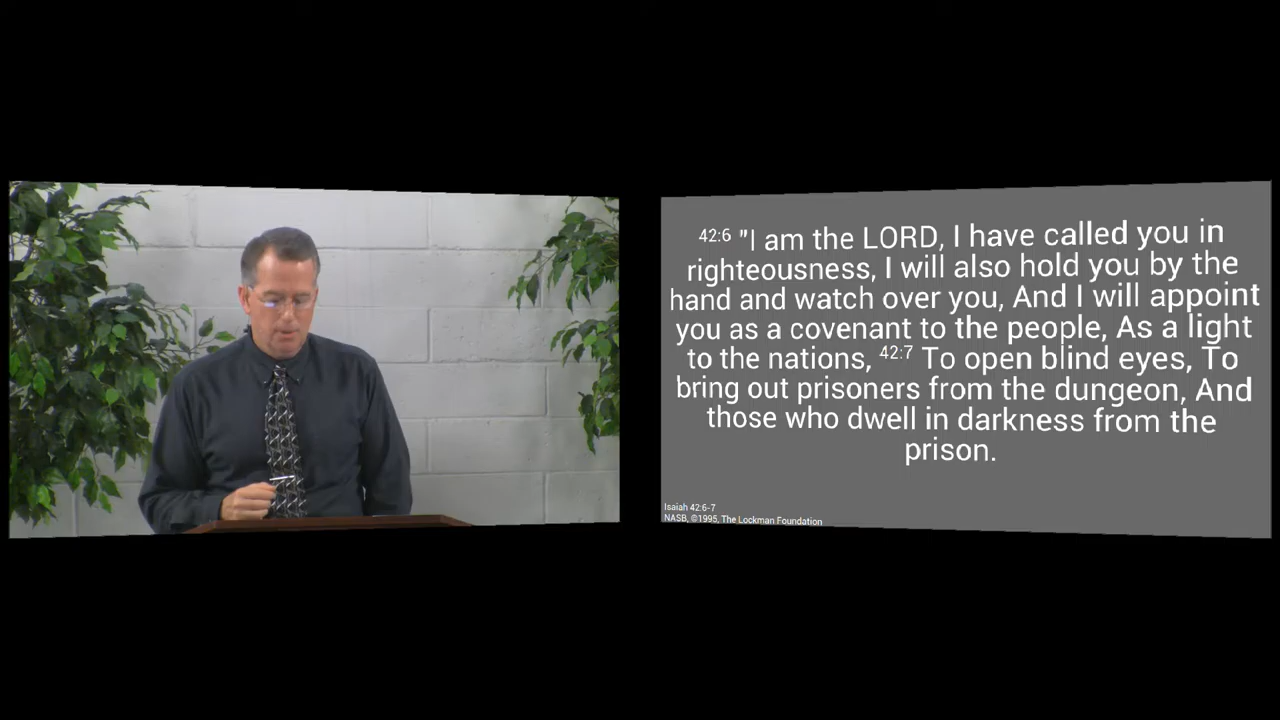 42:6 "I am the LORD, I have called you in
righteousness, I will also hold you by the
hand and watch over you, And I will appoint
you as a covenant to the people, As a light
to the nations, 42:7 To open blind eyes, To
bring out prisoners from the dungeon, And
those who dwell in darkness from the
prison.
Isaiah 42:6-7
NASB, ©1995, The Lockman Foundation